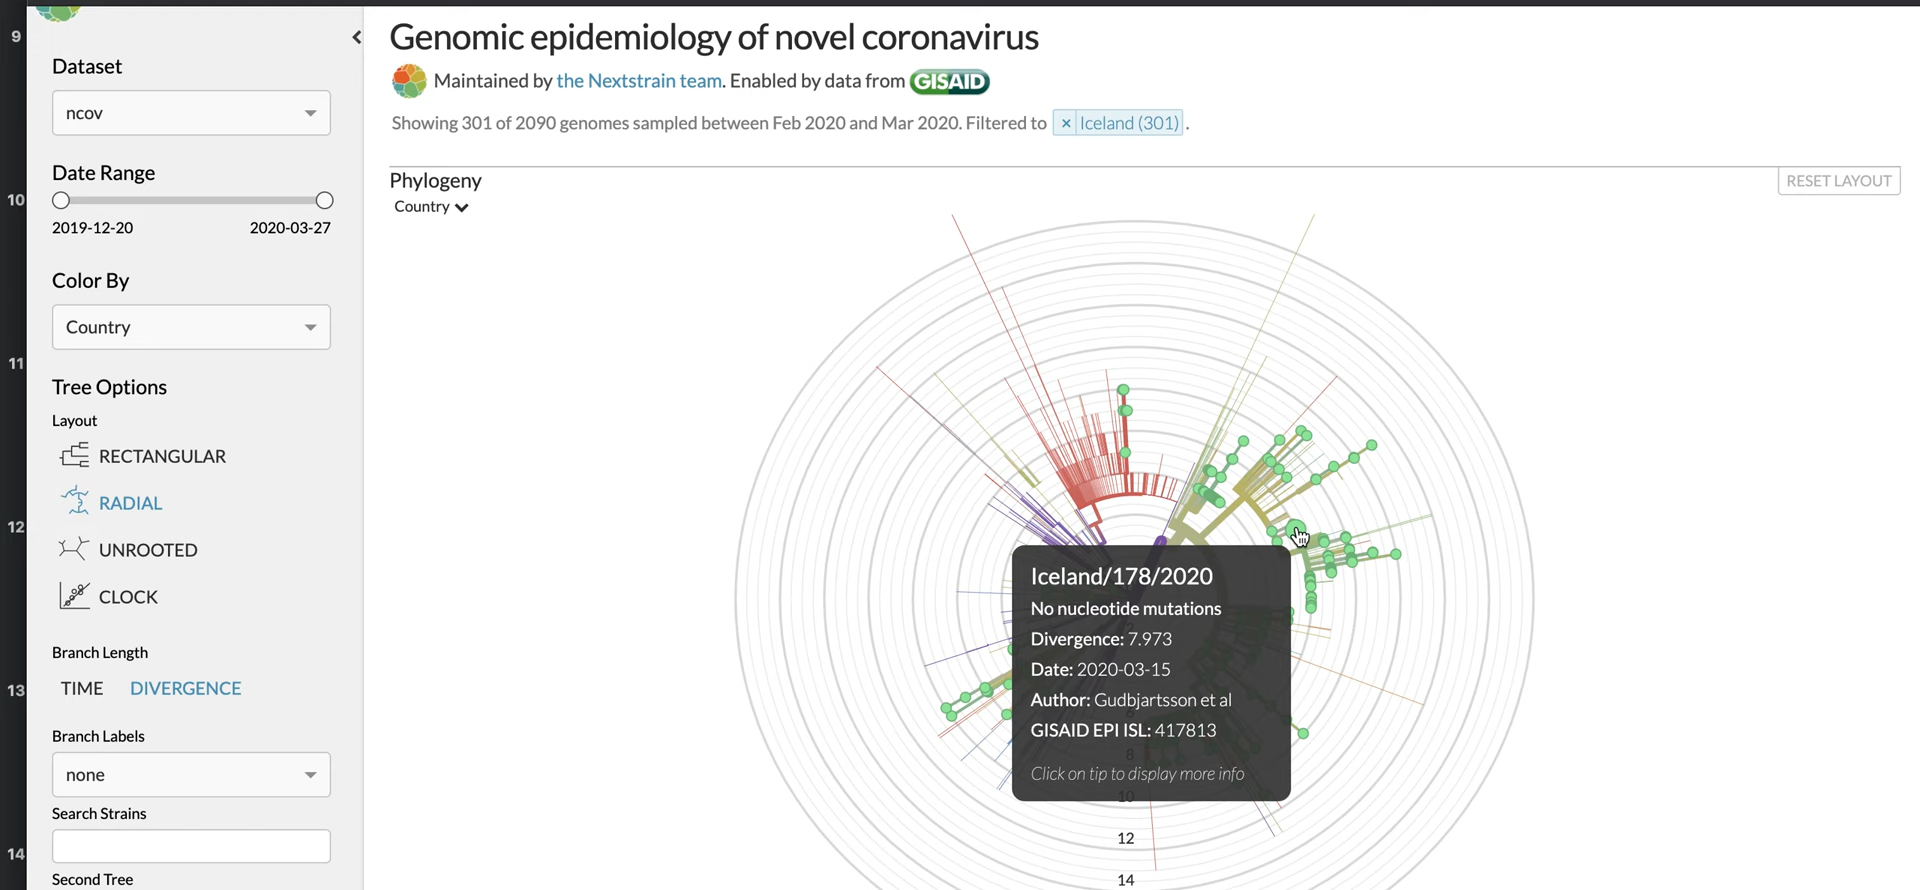 Genomic epidemiology of novel coronavirus
Maintained by the Nextstrain team. Enabled by data from GISAID
Showing 301 of 2090 genomes sampled between Feb 2020 and Mar 2020. Filtered to × Iceland (301) .
9
10
11
12
13
14
Dataset
ncov
Date Range
2019-12-20 2020-03-27
Color By
Country
Tree Options
Layout
RECTANGULAR
RADIAL
UNROOTED
CLOCK
Branch Length
TIME DIVERGENCE
Branch Labels
none
Search Strains
Second Tree
Phylogeny
RESET LAYOUT
Country
Iceland/178/2020
No nucleotide mutations
Divergence: 7.973
Date: 2020-03-15
Author: Gudbjartsson et al
GISAID EPI ISL: 417813
Click on tip to display more info
8
10
12
14